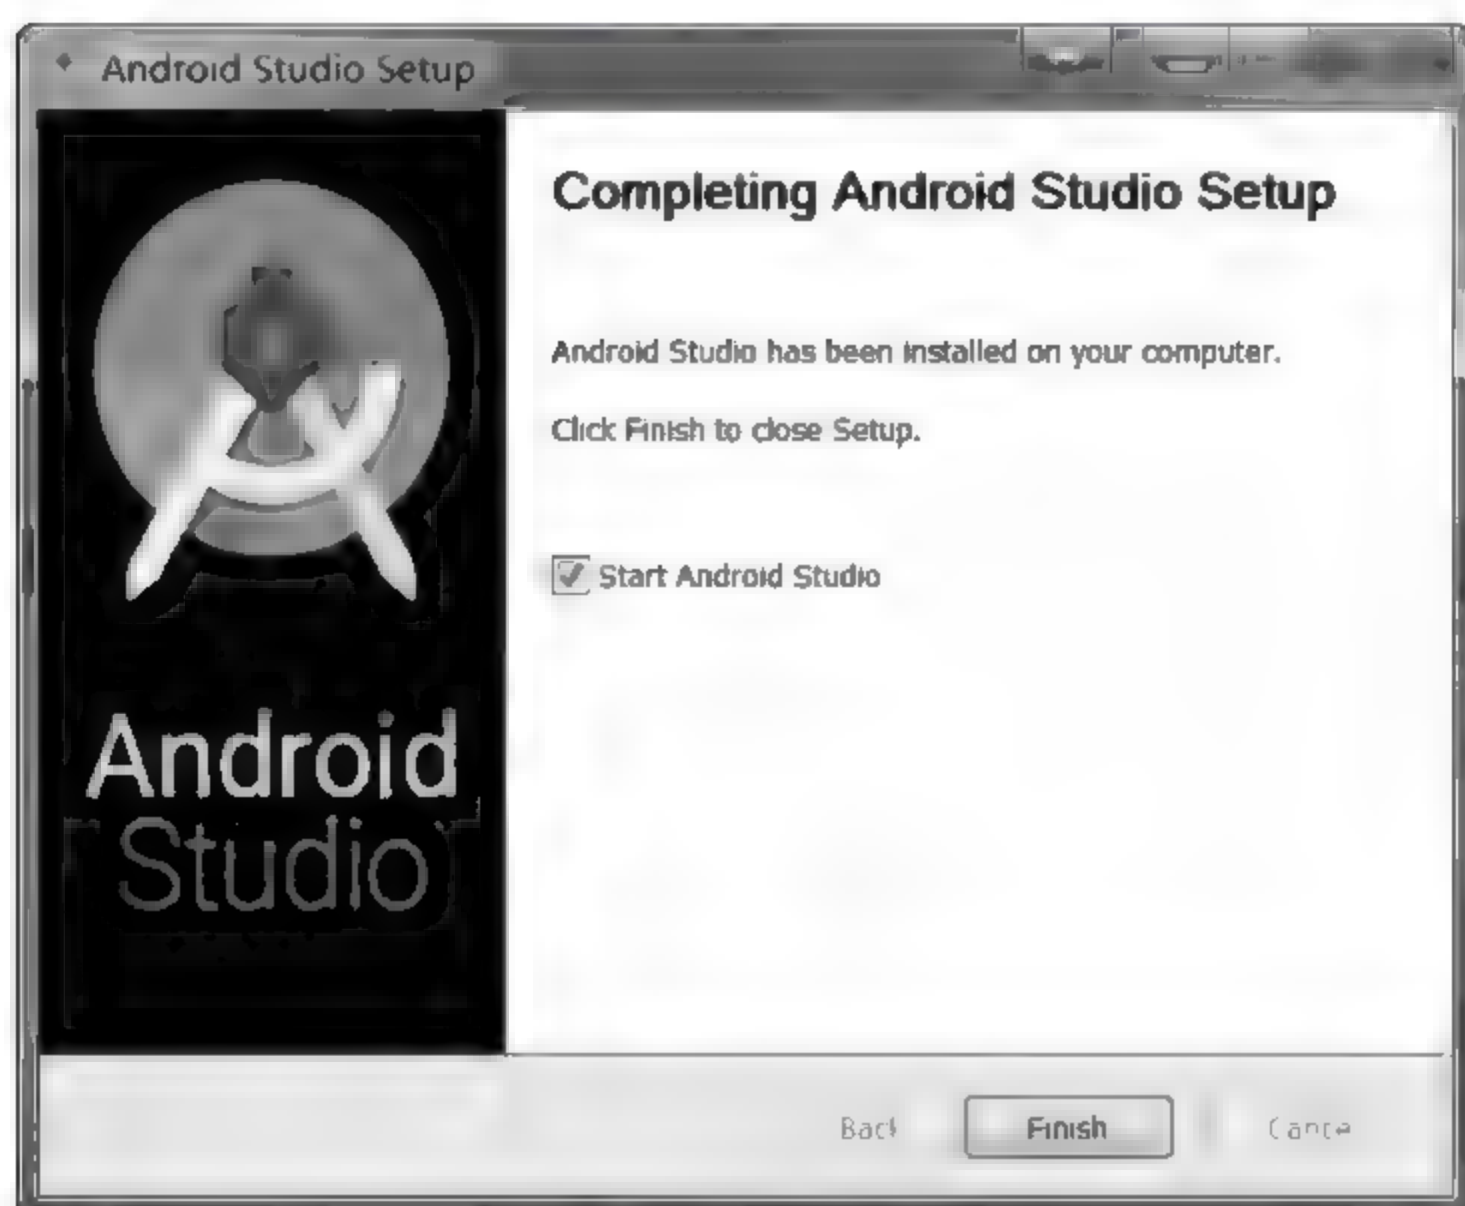 Android Studio Setup
Completing Android Studio Setup
Android Studio has been installed on your computer.
Click Finish to close Setup.
Start Android Studio
Android
Studio
Back
Finish
Cancel